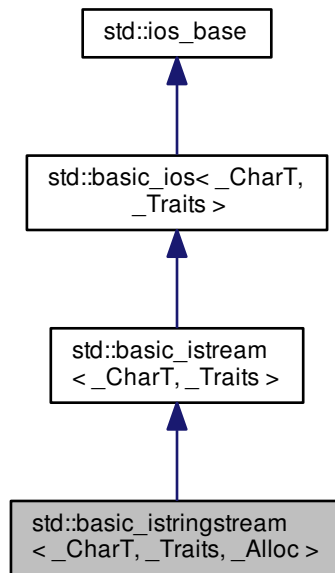 std::ios_base
std::basic_ios< _CharT,
_Traits >
std::basic_istream
< _CharT, _Traits >
std::basic_istringstream
< _CharT, _Traits, _Alloc >